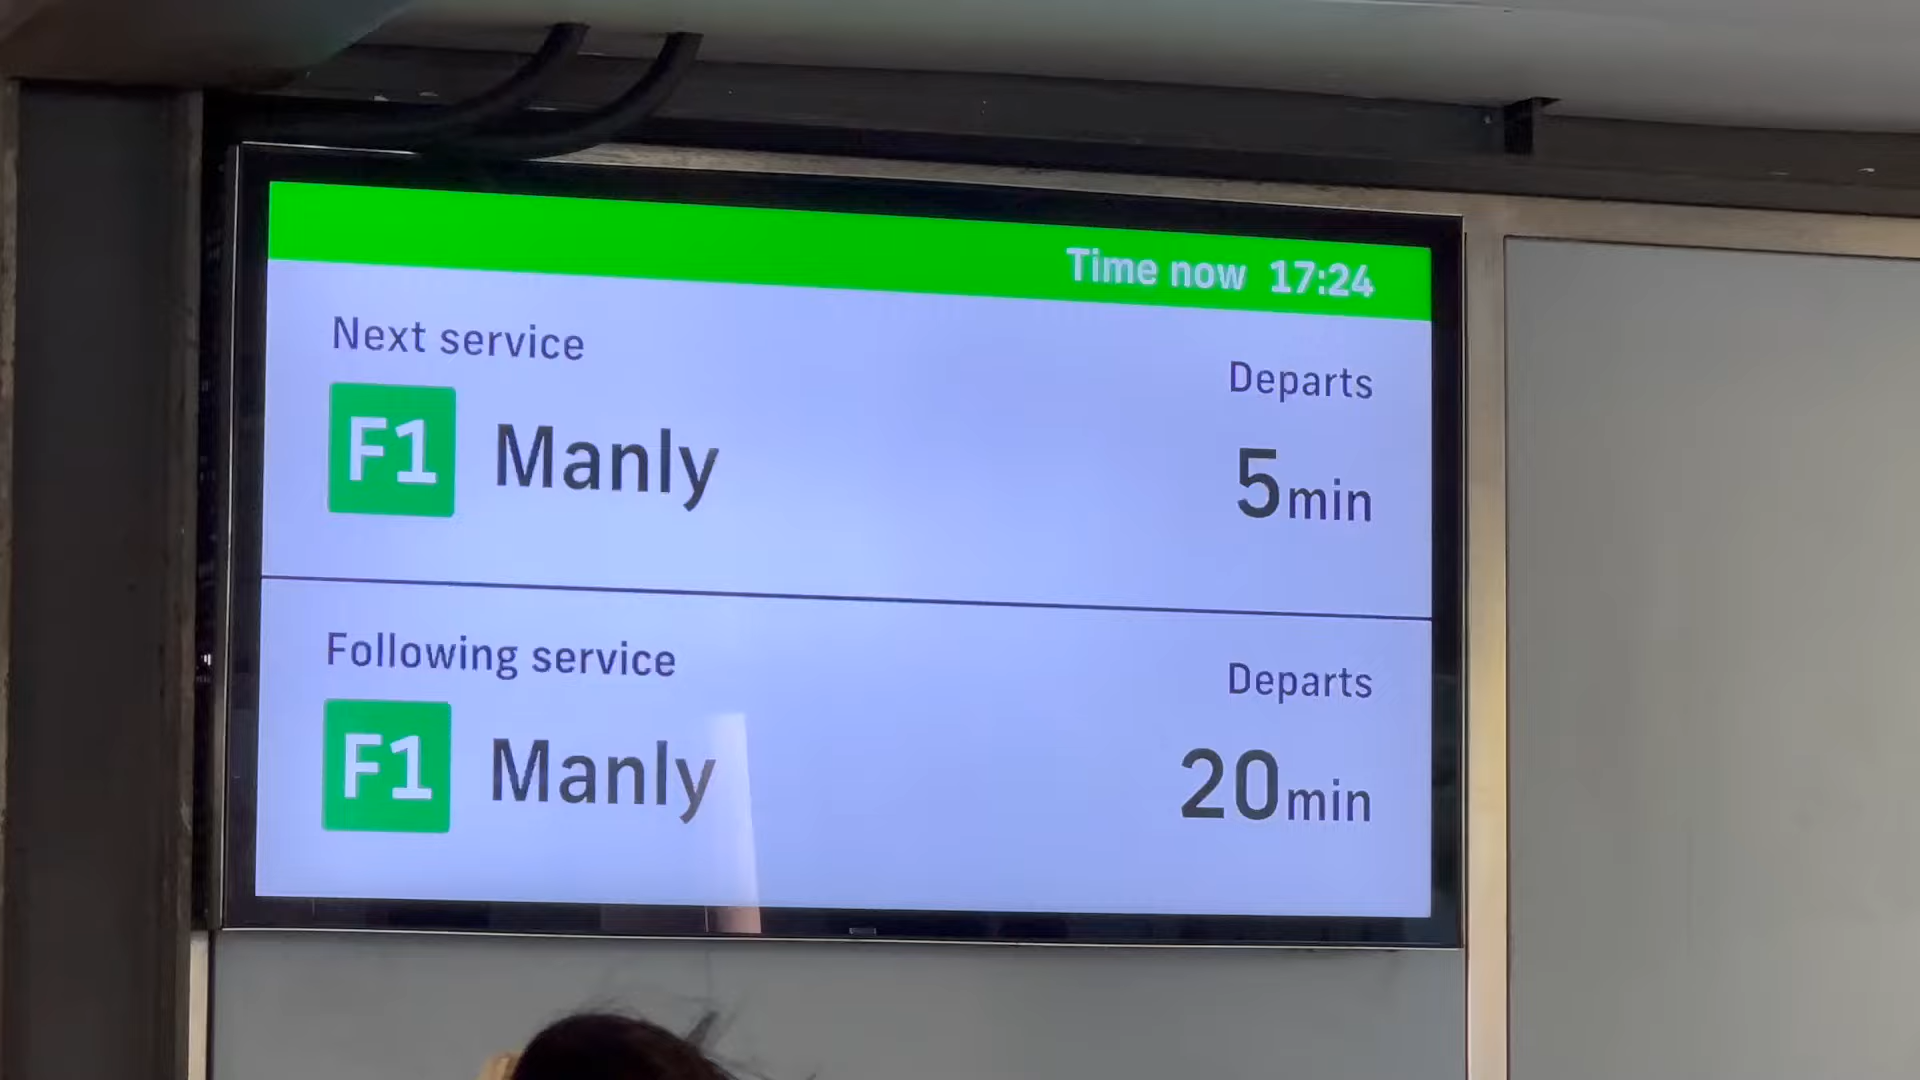 Time now 17:24
Next service
Departs
F1 Manly
5min
Following service
Departs
F1 Manly
20min